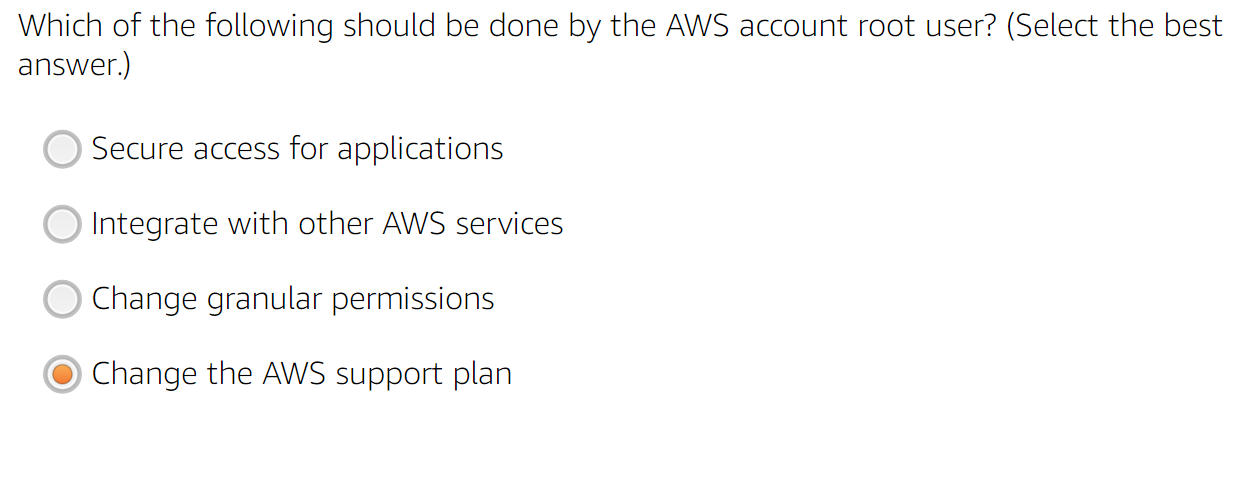 Which of the following should be done by the AWS account root user? (Select the best
answer.)
Secure access for applications
Integrate with other AWS services
Change granular permissions
Change the AWS support plan